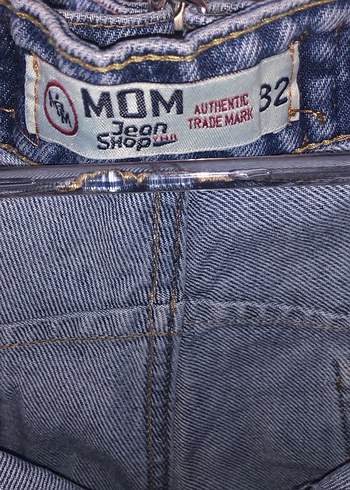 MOM
Jean
Shop
AUTHENTIC
TRADE MARK
32